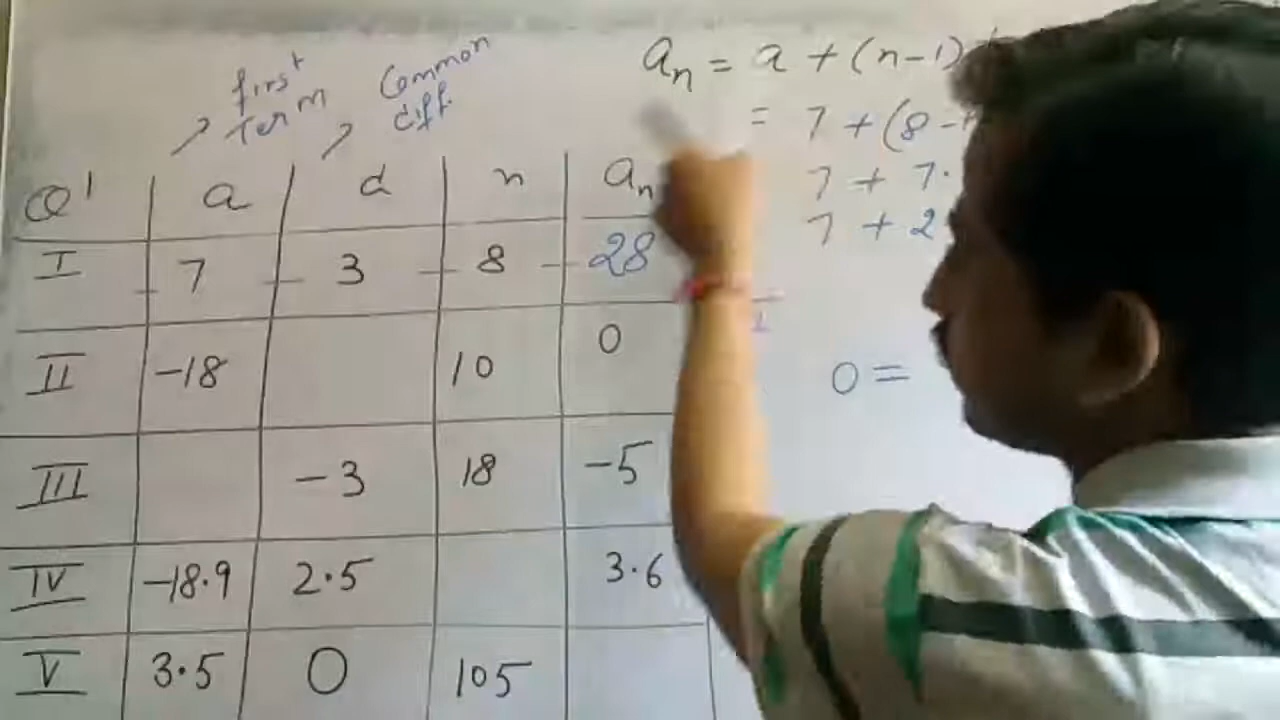 first term
Common diff.
Q1 a d n an
I 7 3 8 28
II -18 10 0
III -3 18 -5
IV -18.9 2.5 3.6
V 3.5 0 105
an = a + (n-1)
= 7 + (8-
7 + 7.
7 + 2
0 =